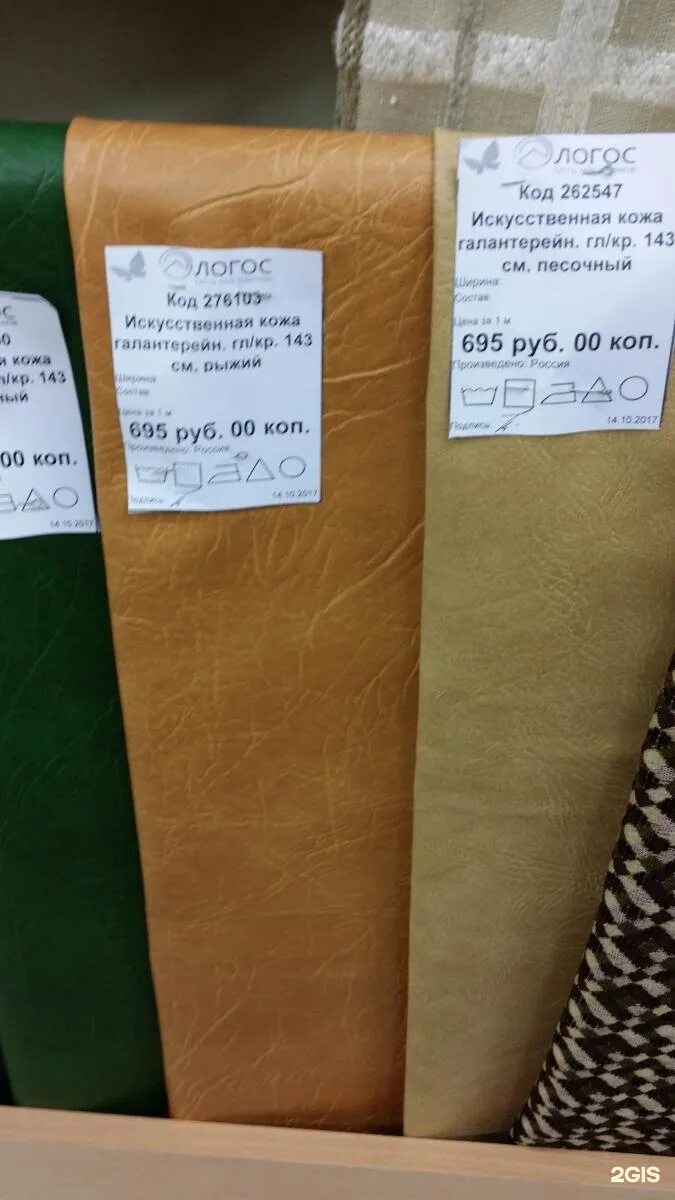 С
0
я кожа
л/кр. 143
ный
00 коп.
14.10.2017
ЛОГОС
Код 276103
Искусственная кожа
галантерейн. гл/кр. 143
см, рыжий
Ширина:
Состав:
Цена за 1 м
695 руб. 00 коп.
Произведено: Россия
Подпись:
14.10.2017
ЛОГОС
Код 262547
Искусственная кожа
галантерейн. гл/кр. 143
см, песочный
Ширина:
Состав:
Цена за 1 м
695 руб. 00 коп.
Произведено: Россия
Подпись:
14.10.2017
2GIS